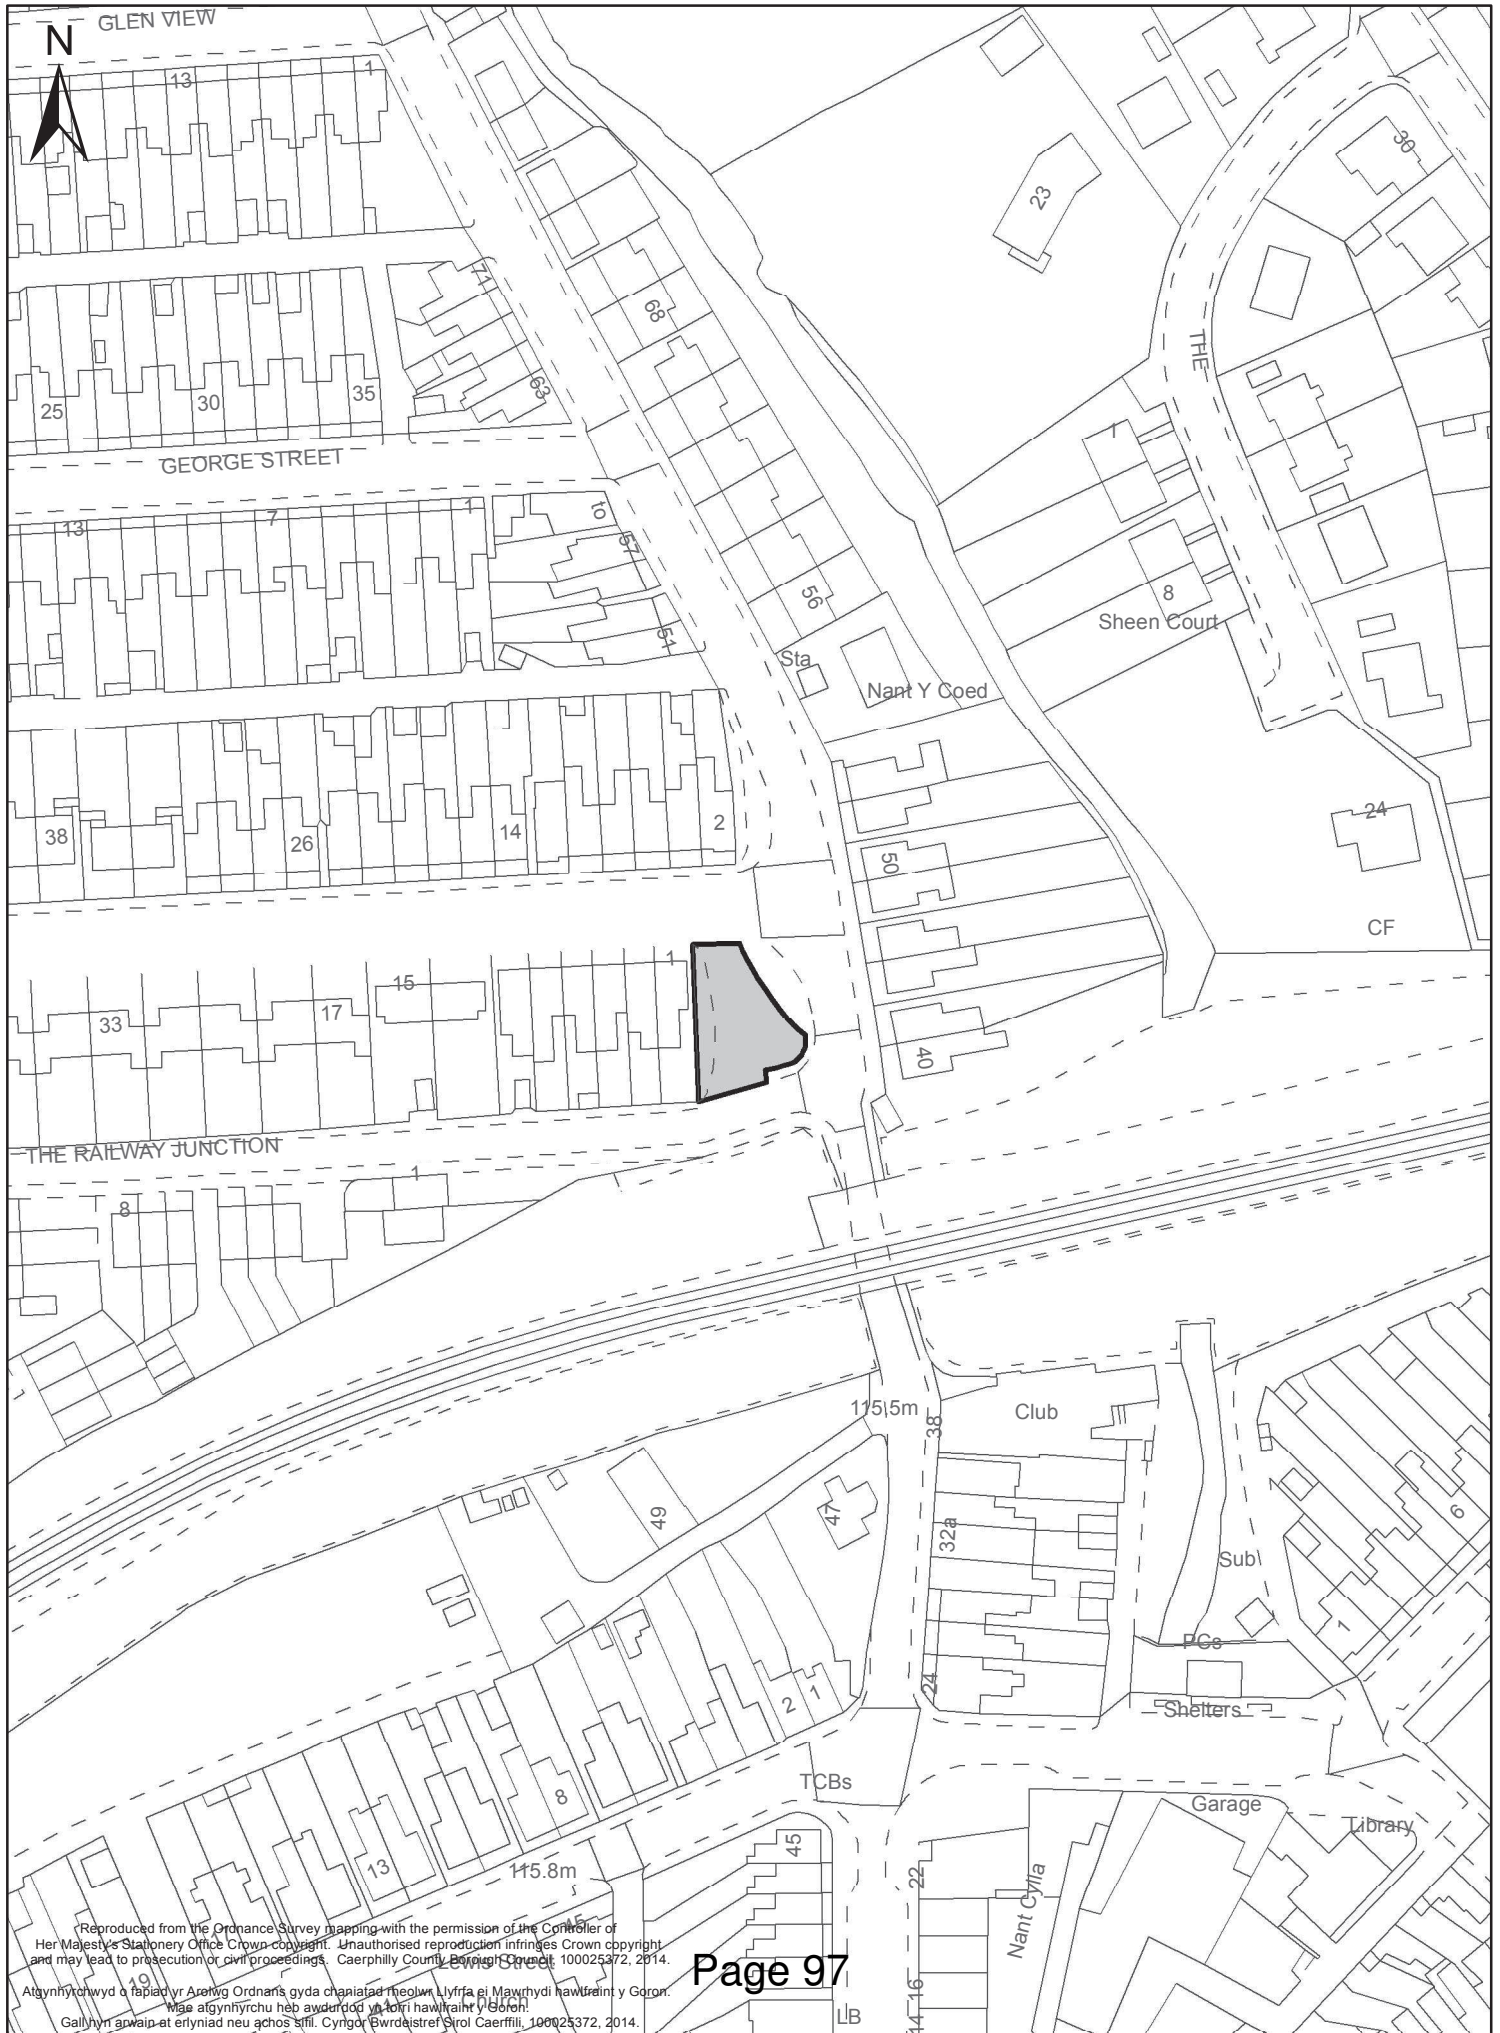 GLEN VIEW
N
13
1
30
23
71
68
THE
63
25
30
35
1
GEORGE STREET
13
7
1
to
57
56
8
Sheen Court
51
Sta
Nant Y Coed
38
26
14
2
24
50
CF
1
15
17
33
40
THE RAILWAY JUNCTION
1
8
115.5m
38
Club
49
47
32a
6
Sub
1
PCs
24
2
1
Shelters
TCBs
8
Garage
Library
45
13
115.8m
22
Nant Cylla
45
Reproduced from the Ordnance Survey mapping with the permission of the Controller of
Her Majesty's Stationery Office Crown copyright. Unauthorised reproduction infringes Crown copyright
and may lead to prosecution or civil proceedings. Caerphilly County Borough Council, 100025372, 2014.
Lewis Street
Page 97
19
41
Church
Atgynhyrchwyd o fapiad yr Arolwg Ordnans gyda chaniatad rheolwr Llyfrfa ei Mawrhydi hawlfraint y Goron.
Mae atgynhyrchu heb awdurdod yn torri hawlfraint y Goron.
Gall hyn arwain at erlyniad neu achos sifil. Cyngor Bwrdeistref Sirol Caerffili, 100025372, 2014.
LB
16
14